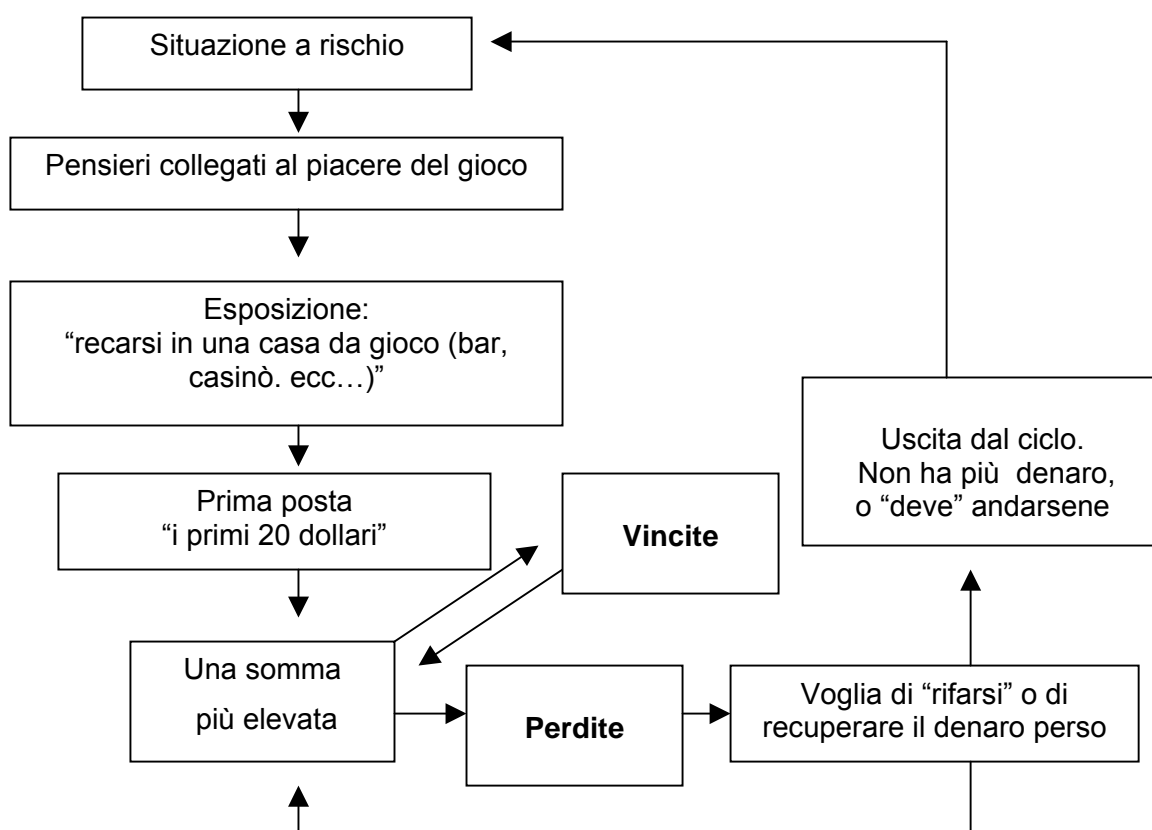 Situazione a rischio
Pensieri collegati al piacere del gioco
Esposizione:
“recarsi in una casa da gioco (bar,
casinò. ecc…)”
Prima posta
“i primi 20 dollari”
Vincite
Uscita dal ciclo.
Non ha più denaro,
o “deve” andarsene
Una somma
più elevata
Perdite
Voglia di “rifarsi” o di
recuperare il denaro perso